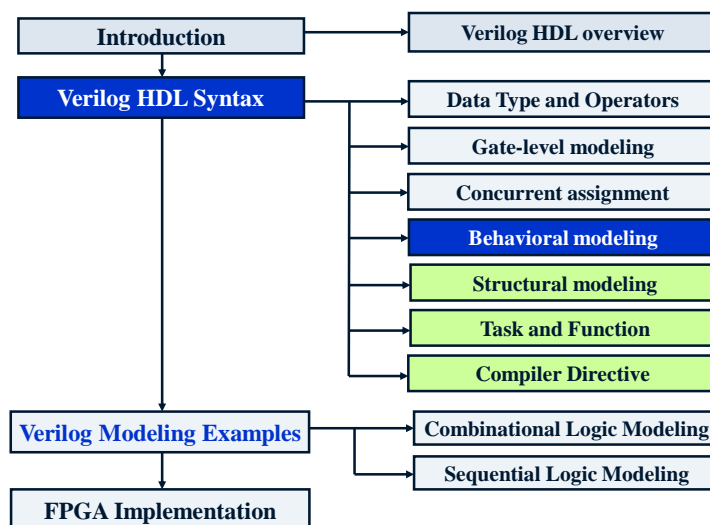 Introduction
Verilog HDL overview
Verilog HDL Syntax
Data Type and Operators
Gate-level modeling
Concurrent assignment
Behavioral modeling
Structural modeling
Task and Function
Compiler Directive
Verilog Modeling Examples
Combinational Logic Modeling
Sequential Logic Modeling
FPGA Implementation